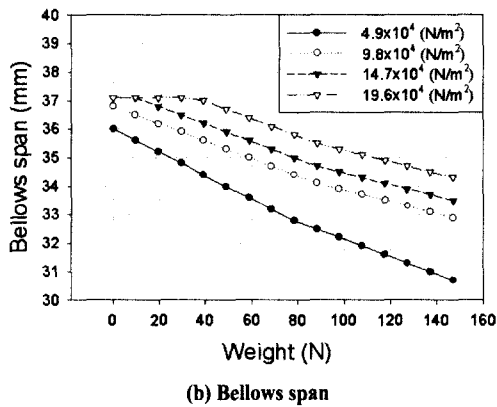 40
39
38
37
36
35
34
33
32
31
30
Bellows span (mm)
4.9x10⁴ (N/m²)
9.8x10⁴ (N/m²)
14.7x10⁴ (N/m²)
19.6x10⁴ (N/m²)
0 20 40 60 80 100 120 140 160
Weight (N)
(b) Bellows span